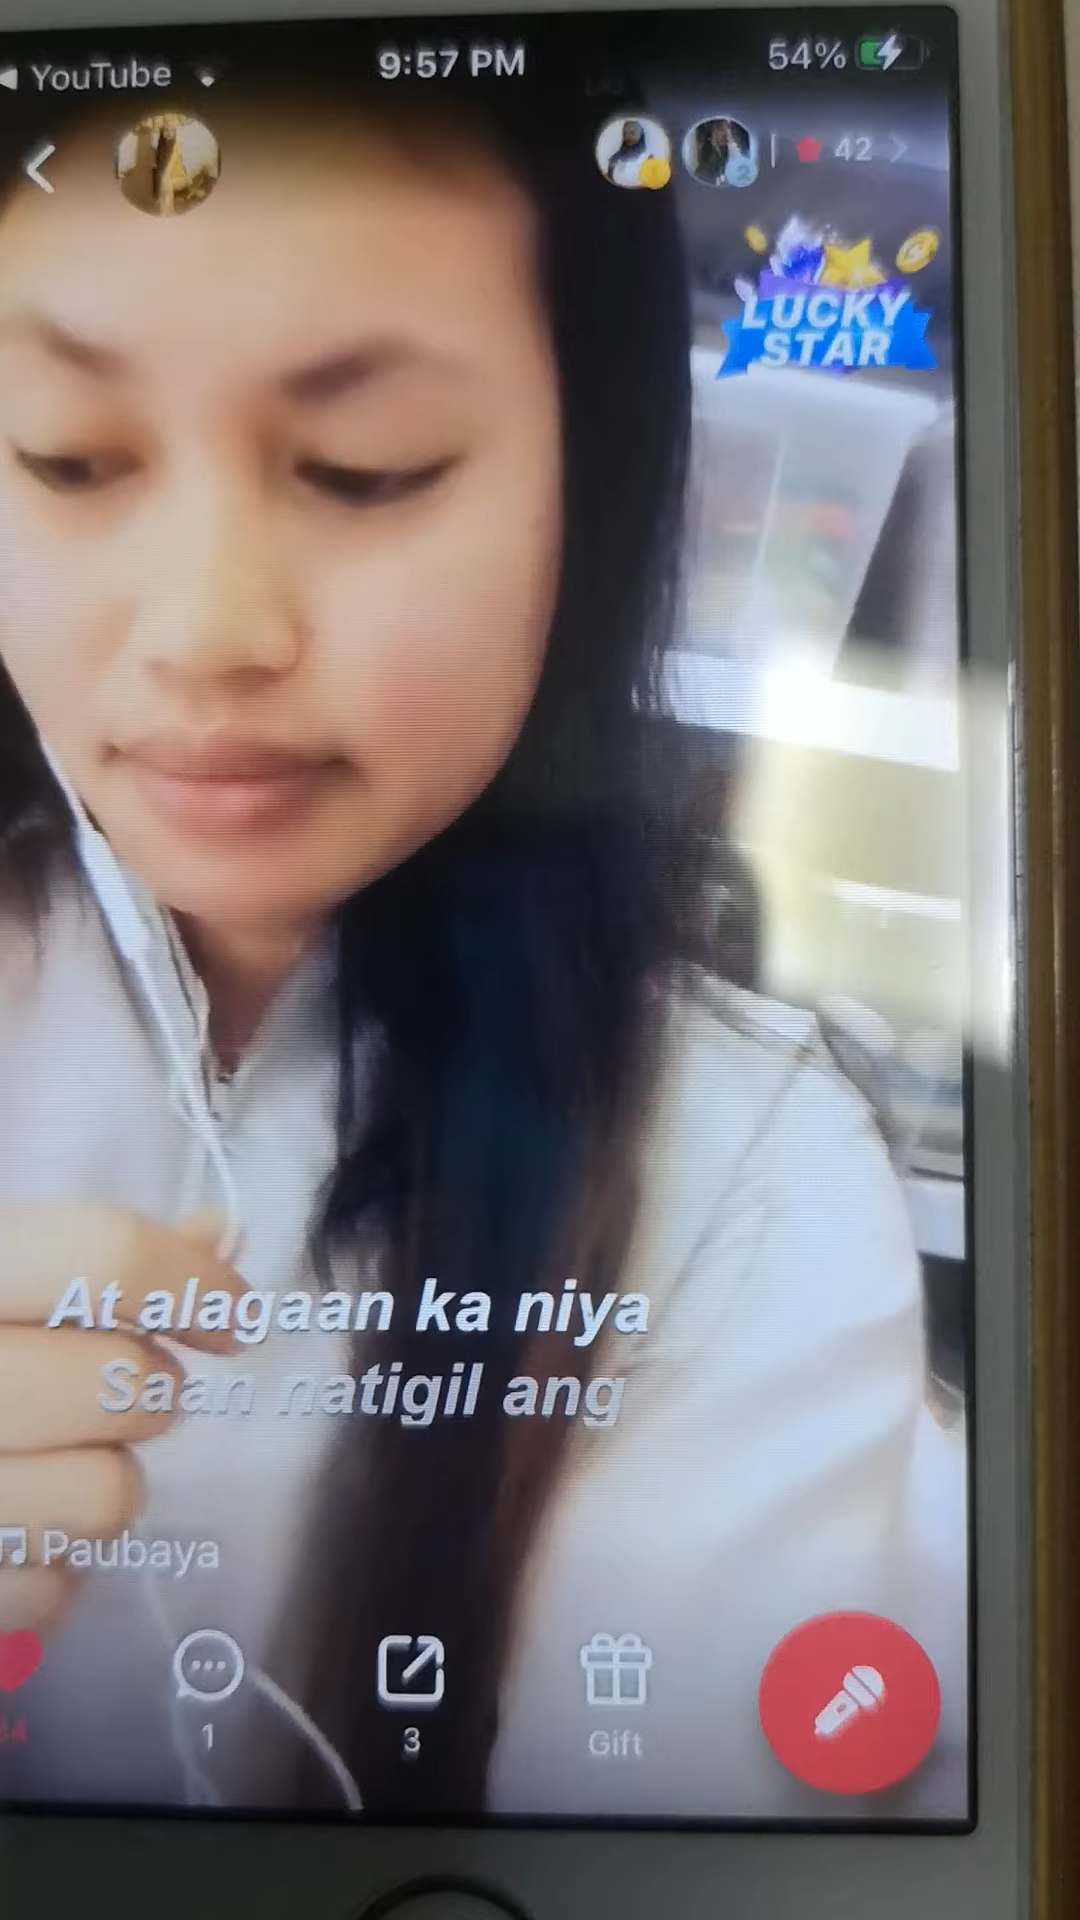 YouTube
9:57 PM
54%
42
LUCKY
STAR
At alagaan ka niya
Saan natigil ang
Paubaya
1
3
Gift